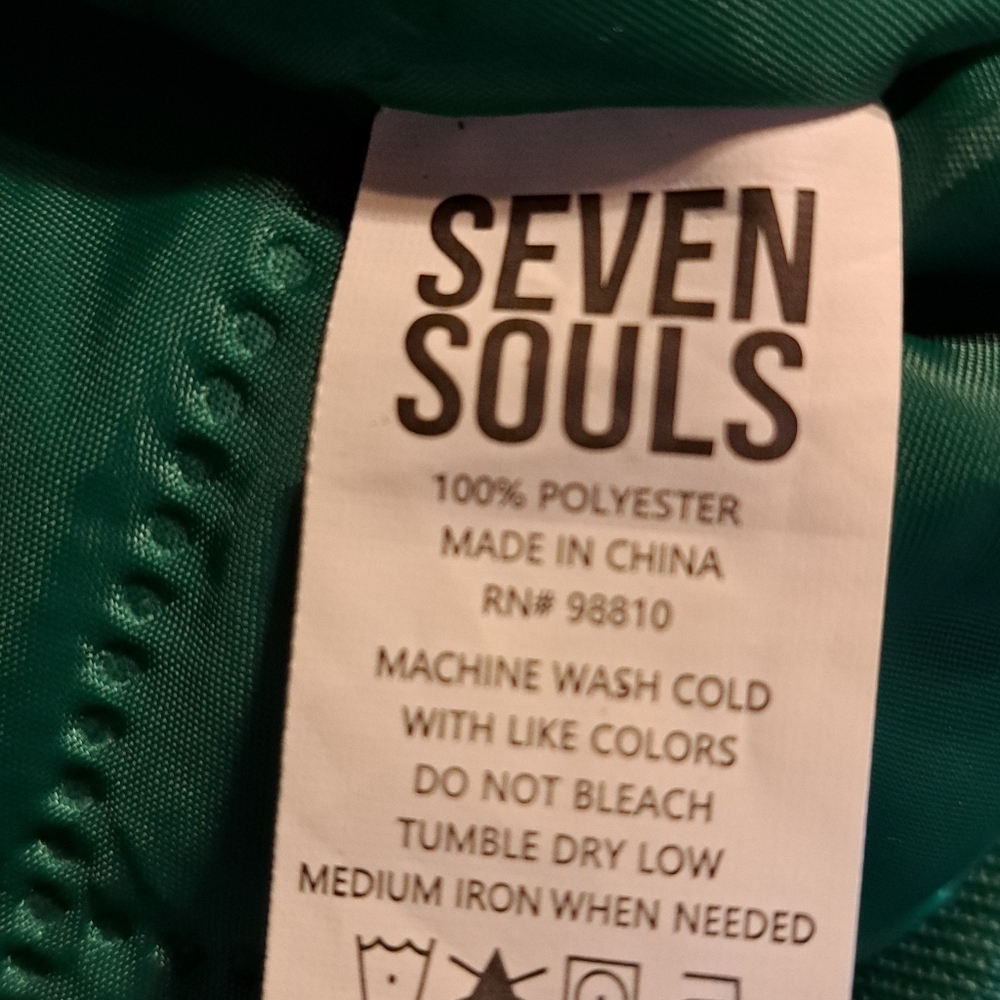 SEVEN
SOULS
100% POLYESTER
MADE IN CHINA
RN# 98810
MACHINE WASH COLD
WITH LIKE COLORS
DO NOT BLEACH
TUMBLE DRY LOW
MEDIUM IRON WHEN NEEDED